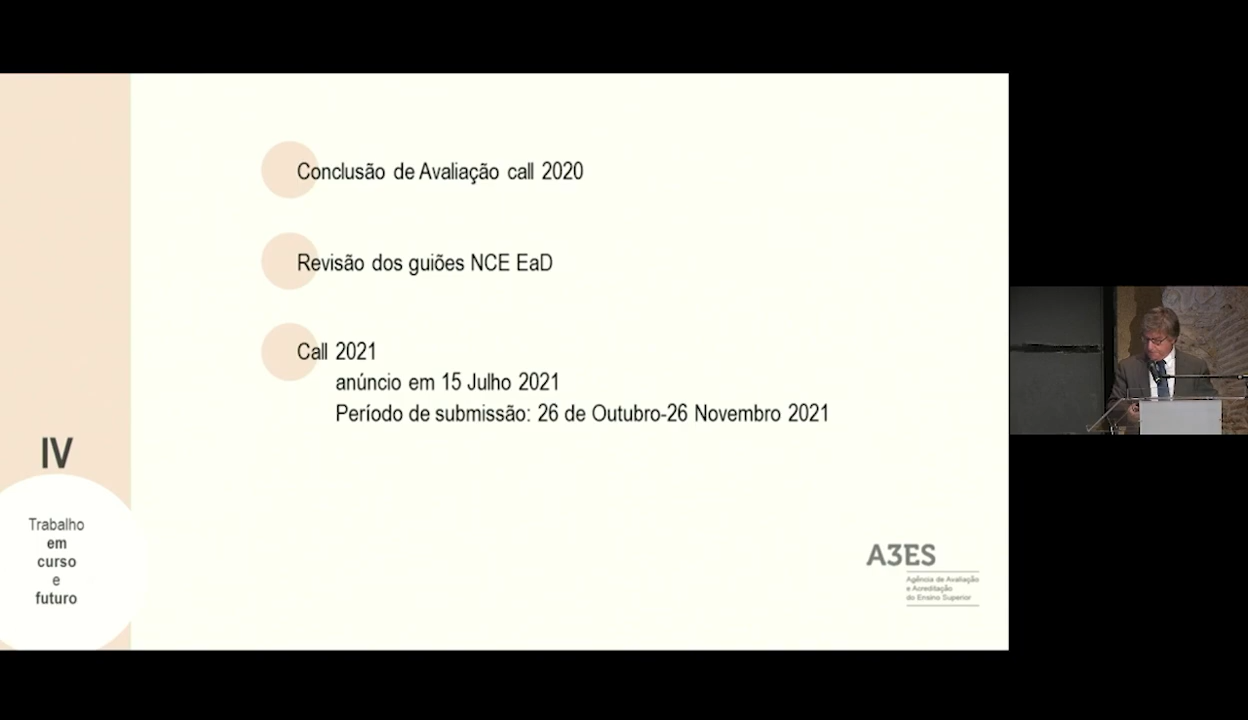 Conclusão de Avaliação call 2020
Revisão dos guiões NCE EaD
Call 2021
anúncio em 15 Julho 2021
Período de submissão: 26 de Outubro-26 Novembro 2021
IV
Trabalho
em
curso
e
futuro
A3ES
Agência de Avaliação
e Acreditação
do Ensino Superior